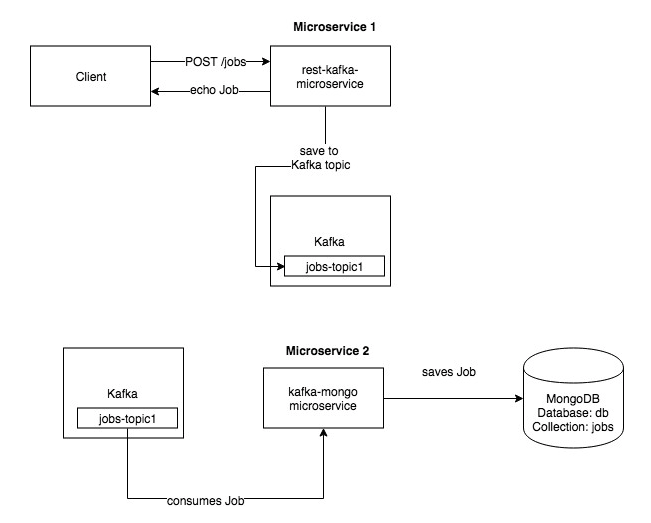 Microservice 1
Client
POST /jobs
echo Job
rest-kafka-
microservice
save to
Kafka topic
Kafka
jobs-topic1
Microservice 2
Kafka
jobs-topic1
consumes Job
kafka-mongo
microservice
saves Job
MongoDB
Database: db
Collection: jobs